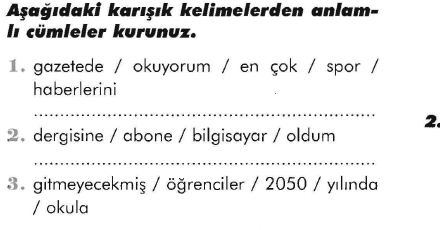 Aşağıdaki karışık kelimelerden anlam-
lı cümleler kurunuz.
1. gazetede / okuyorum / en çok / spor /
haberlerini
..................................................................
2. dergisine / abone / bilgisayar / oldum
..................................................................
2.
3. gitmeyecekmiş / öğrenciler / 2050 / yılında
/ okula